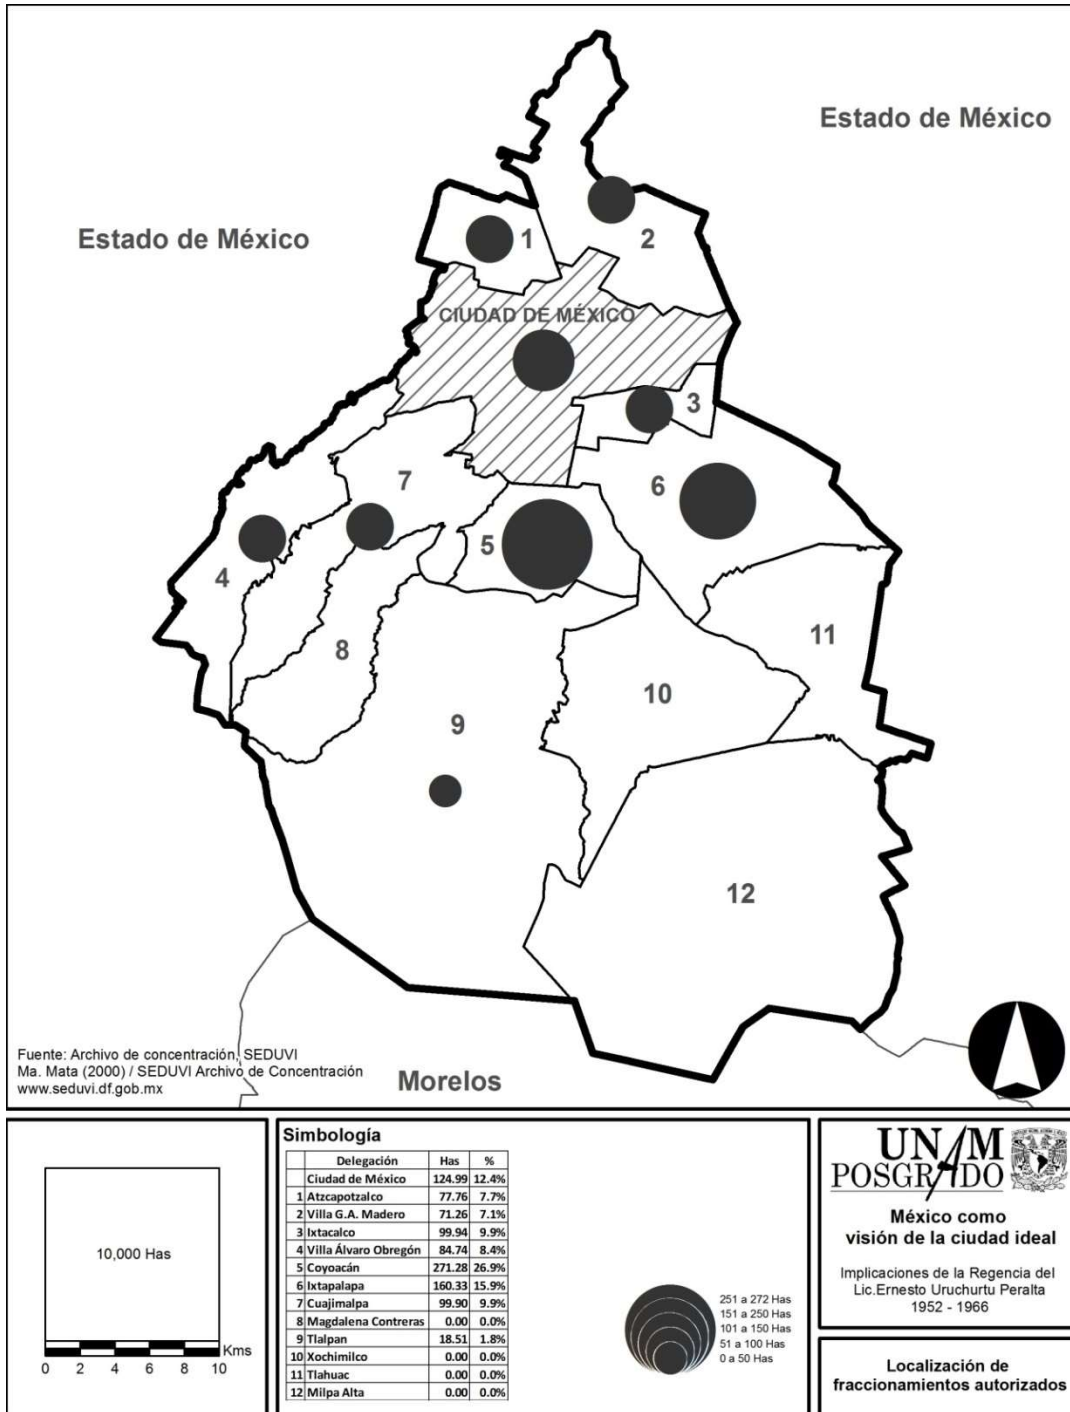 Estado de México
Estado de México
1
2
CIUDAD DE MÉXICO
3
7
6
5
4
11
8
10
9
12
Fuente: Archivo de concentración, SEDUVI
Ma. Mata (2000) / SEDUVI Archivo de Concentración
www.seduvi.df.gob.mx
Morelos
10,000 Has
Kms
0 2 4 6 8 10
Simbología
Delegación Has %
Ciudad de México 124.99 12.4%
1 Atzcapotzalco 77.76 7.7%
2 Villa G.A. Madero 71.26 7.1%
3 Ixtacalco 99.94 9.9%
4 Villa Álvaro Obregón 84.74 8.4%
5 Coyoacán 271.28 26.9%
6 Ixtapalapa 160.33 15.9%
7 Cuajimalpa 99.90 9.9%
8 Magdalena Contreras 0.00 0.0%
9 Tlalpan 18.51 1.8%
10 Xochimilco 0.00 0.0%
11 Tlahuac 0.00 0.0%
12 Milpa Alta 0.00 0.0%
251 a 272 Has
151 a 250 Has
101 a 150 Has
51 a 100 Has
0 a 50 Has
UNAM
POSGRADO
México como
visión de la ciudad ideal
Implicaciones de la Regencia del
Lic.Ernesto Uruchurtu Peralta
1952 - 1966
Localización de
fraccionamientos autorizados